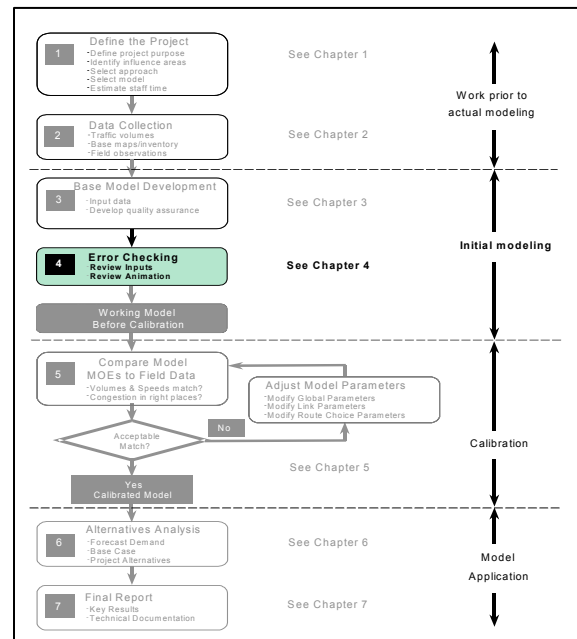 Define the Project
1
-Define project purpose
-Identify influence areas
-Select approach
-Select model
-Estimate staff time
See Chapter 1
Work prior to
actual modeling
Data Collection
2
-Traffic volumes
-Base maps/inventory
-Field observations
See Chapter 2
Base Model Development
3
-Input data
-Develop quality assurance
See Chapter 3
Initial modeling
Error Checking
4
-Review Inputs
-Review Animation
See Chapter 4
Working Model
Before Calibration
Compare Model
MOEs to Field Data
5
-Volumes & Speeds match?
-Congestion in right places?
Adjust Model Parameters
-Modify Global Parameters
-Modify Link Parameters
-Modify Route Choice Parameters
Acceptable
Match?
No
See Chapter 5
Calibration
Yes
Calibrated Model
Alternatives Analysis
6
-Forecast Demand
-Base Case
-Project Alternatives
See Chapter 6
Model
Application
Final Report
7
-Key Results
-Technical Documentation
See Chapter 7